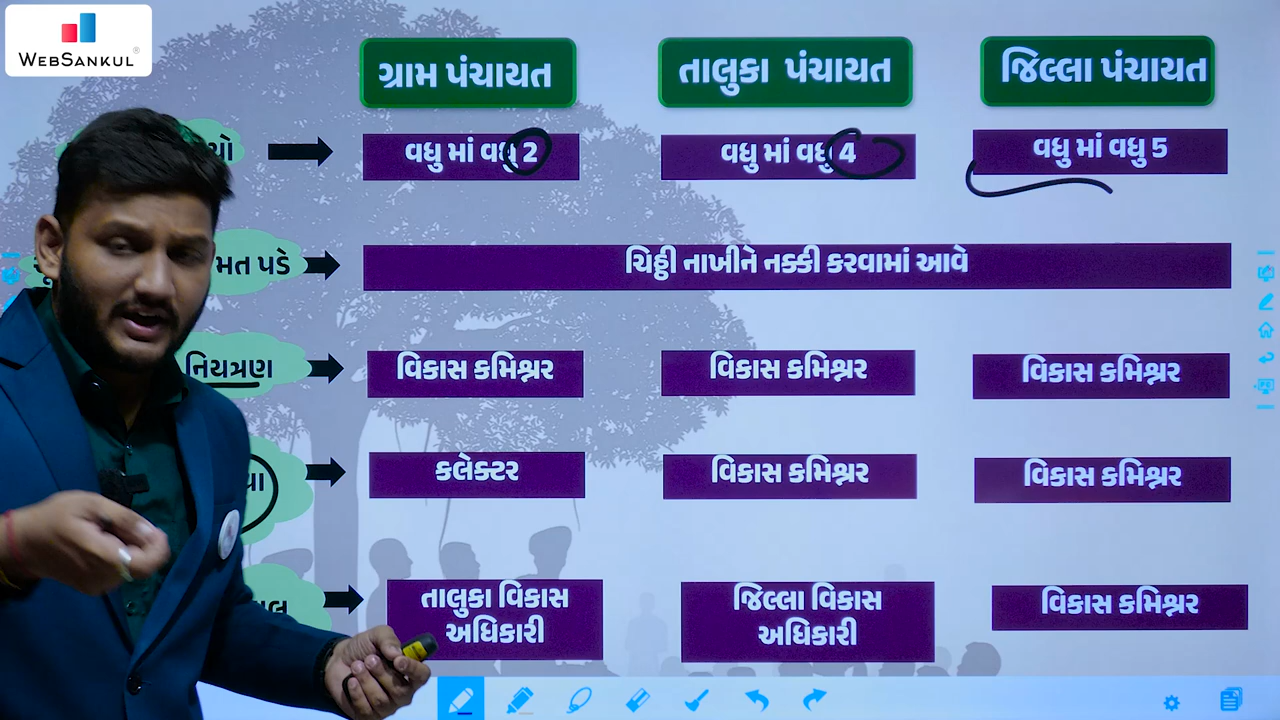 WEBSANKUL®
ગ્રામ પંચાયત
તાલુકા પંચાયત
જિલ્લા પંચાયત
વધુ માં વધુ 2
વધુ માં વધુ 4
વધુ માં વધુ 5
મત પડે
ચિઠ્ઠી નાખીને નક્કી કરવામાં આવે
નિયત્રણ
વિકાસ કમિશ્નર
વિકાસ કમિશ્નર
વિકાસ કમિશ્નર
કલેક્ટર
વિકાસ કમિશ્નર
વિકાસ કમિશ્નર
તાલુકા વિકાસ
અધિકારી
જિલ્લા વિકાસ
અધિકારી
વિકાસ કમિશ્નર